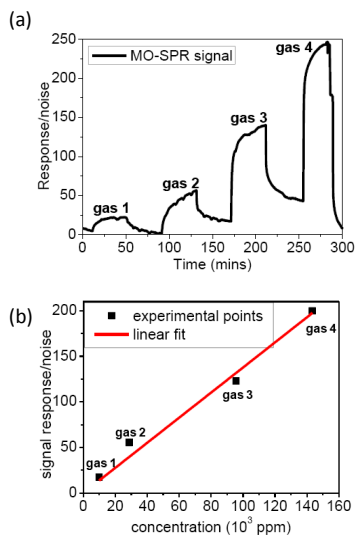 (a)
250
200
150
100
50
0
Response/noise
MO-SPR signal
gas 1
gas 2
gas 3
gas 4
0 50 100 150 200 250 300
Time (mins)
(b)
200
150
100
50
0
signal response/noise
experimental points
linear fit
gas 1
gas 2
gas 3
gas 4
0 20 40 60 80 100 120 140 160
concentration (10³ ppm)